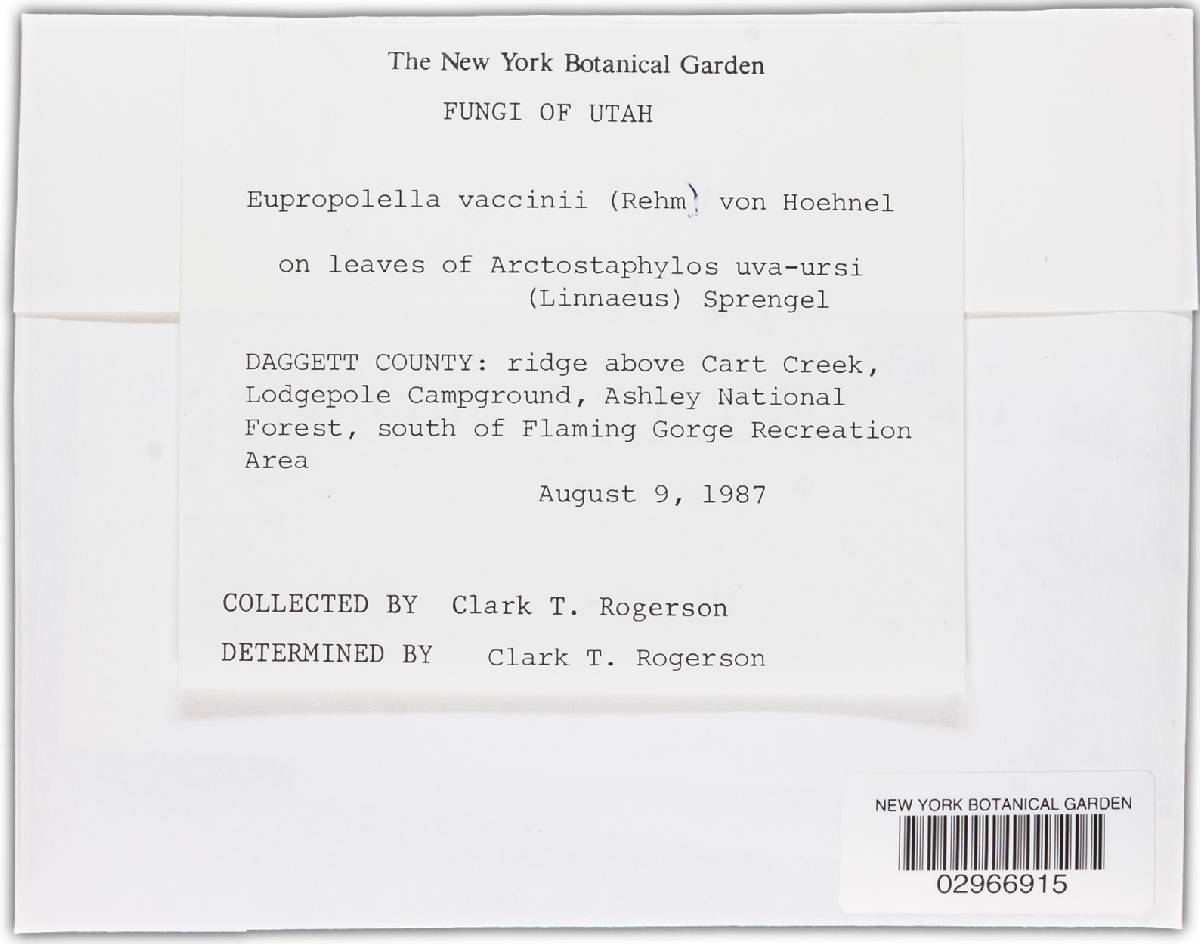 The New York Botanical Garden
FUNGI OF UTAH
Eupropolella vaccinii (Rehm) von Hoehnel
on leaves of Arctostaphylos uva-ursi
(Linnaeus) Sprengel
DAGGETT COUNTY: ridge above Cart Creek,
Lodgepole Campground, Ashley National
Forest, south of Flaming Gorge Recreation
Area
August 9, 1987
COLLECTED BY Clark T. Rogerson
DETERMINED BY Clark T. Rogerson
NEW YORK BOTANICAL GARDEN
02966915